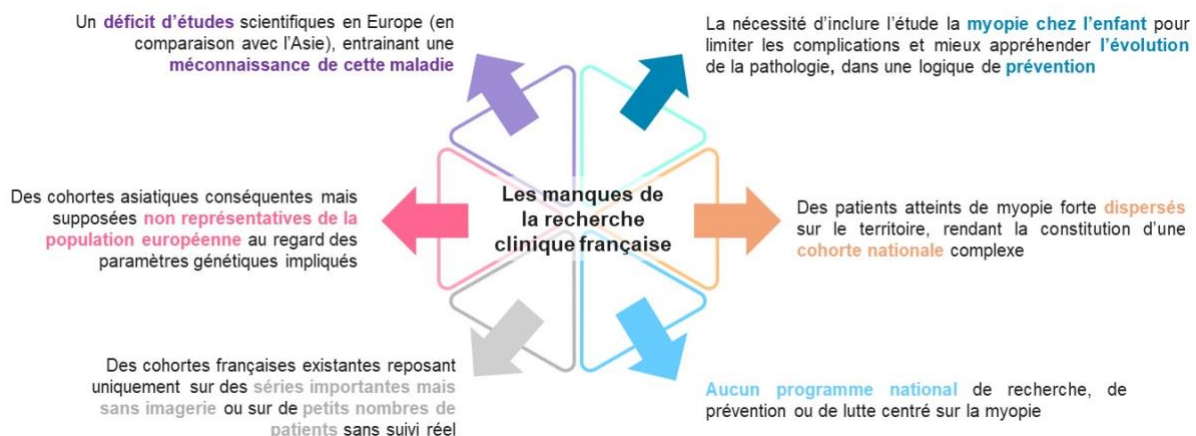 Un déficit d’études scientifiques en Europe (en
comparaison avec l’Asie), entrainant une
méconnaissance de cette maladie
La nécessité d’inclure l’étude la myopie chez l’enfant pour
limiter les complications et mieux appréhender l’évolution
de la pathologie, dans une logique de prévention
Des cohortes asiatiques conséquentes mais
supposées non représentatives de la
population européenne au regard des
paramètres génétiques impliqués
Les manques de
la recherche
clinique française
Des patients atteints de myopie forte dispersés
sur le territoire, rendant la constitution d’une
cohorte nationale complexe
Des cohortes françaises existantes reposant
uniquement sur des séries importantes mais
sans imagerie ou sur de petits nombres de
patients sans suivi réel
Aucun programme national de recherche, de
prévention ou de lutte centré sur la myopie